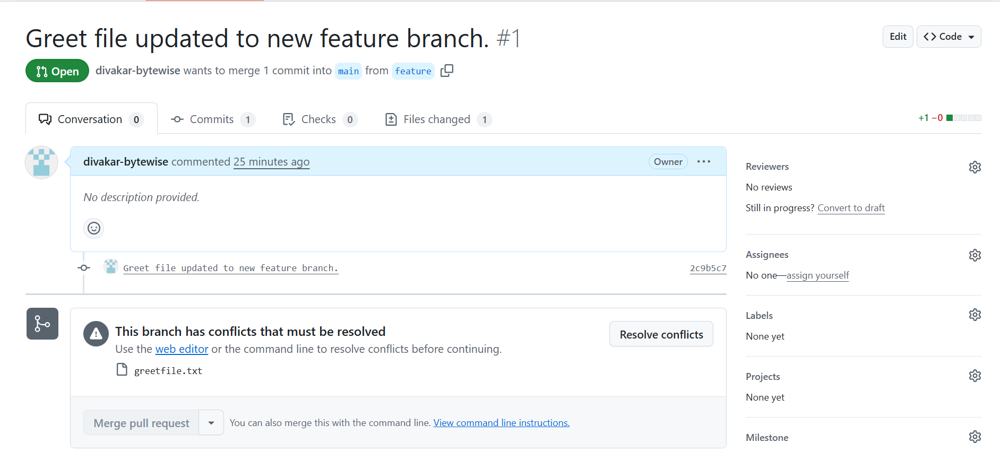 Greet file updated to new feature branch. #1
Edit
Code
Open
divakar-bytewise wants to merge 1 commit into main from feature
Conversation 0
Commits 1
Checks 0
Files changed 1
+1 −0
divakar-bytewise commented 25 minutes ago
Owner
No description provided.
Greet file updated to new feature branch.
2c9b5c7
This branch has conflicts that must be resolved
Use the web editor or the command line to resolve conflicts before continuing.
greetfile.txt
Resolve conflicts
Merge pull request
You can also merge this with the command line. View command line instructions.
Reviewers
No reviews
Still in progress? Convert to draft
Assignees
No one—assign yourself
Labels
None yet
Projects
None yet
Milestone